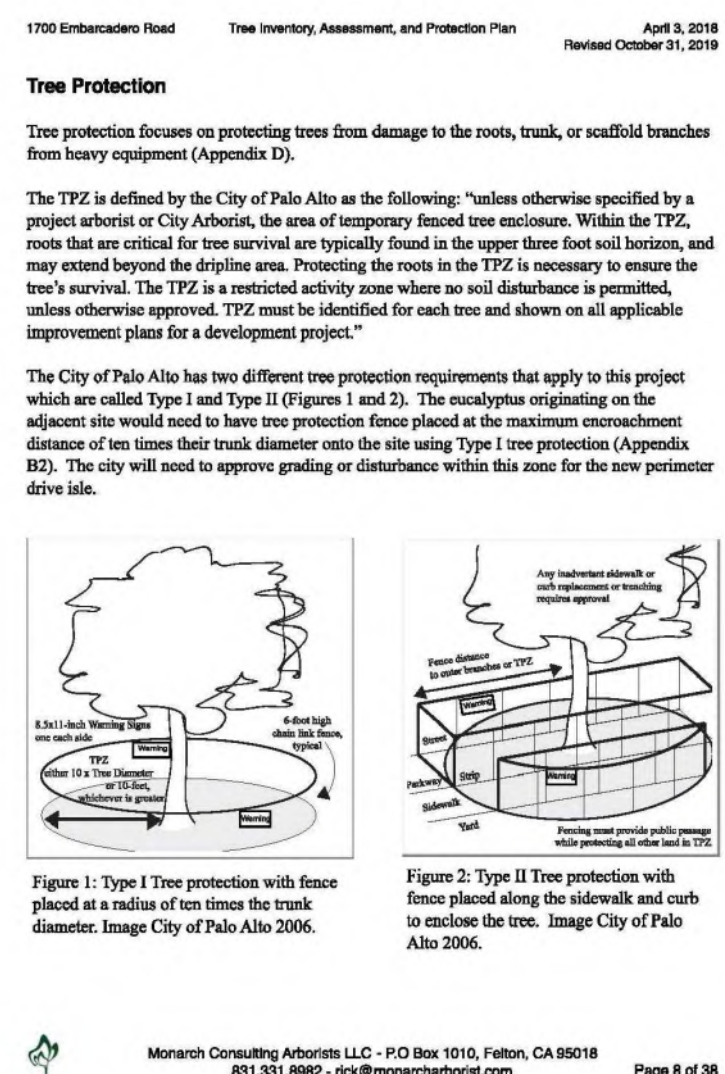 1700 Embarcadero Road Tree Inventory, Assessment, and Protection Plan April 3, 2018
Revised October 31, 2019
Tree Protection
Tree protection focuses on protecting trees from damage to the roots, trunk, or scaffold branches
from heavy equipment (Appendix D).
The TPZ is defined by the City of Palo Alto as the following: “unless otherwise specified by a
project arborist or City Arborist, the area of temporary fenced tree enclosure. Within the TPZ,
roots that are critical for tree survival are typically found in the upper three foot soil horizon, and
may extend beyond the dripline area. Protecting the roots in the TPZ is necessary to ensure the
tree’s survival. The TPZ is a restricted activity zone where no soil disturbance is permitted,
unless otherwise approved. TPZ must be identified for each tree and shown on all applicable
improvement plans for a development project.”
The City of Palo Alto has two different tree protection requirements that apply to this project
which are called Type I and Type II (Figures 1 and 2). The eucalyptus originating on the
adjacent site would need to have tree protection fence placed at the maximum encroachment
distance of ten times their trunk diameter onto the site using Type I tree protection (Appendix
B2). The city will need to approve grading or disturbance within this zone for the new perimeter
drive isle.
8.5x11-inch Warning Signs
one each side
6-foot high
chain link fence,
typical
Warning
TPZ
either 10 x Tree Diameter
or 10-feet,
whichever is greater
Warning
Figure 1: Type I Tree protection with fence
placed at a radius of ten times the trunk
diameter. Image City of Palo Alto 2006.
Any inadvertant sidewalk or
curb replacement or trenching
requires approval
Fence distance
to outer branches or TPZ
Warning
Street
Parkway Strip
Warning
Sidewalk
Yard
Fencing must provide public passage
while protecting all other land in TPZ
Figure 2: Type II Tree protection with
fence placed along the sidewalk and curb
to enclose the tree. Image City of Palo
Alto 2006.
Monarch Consulting Arborists LLC - P.O Box 1010, Felton, CA 95018
831.331.8982 - rick@monarcharborist.com Page 8 of 38